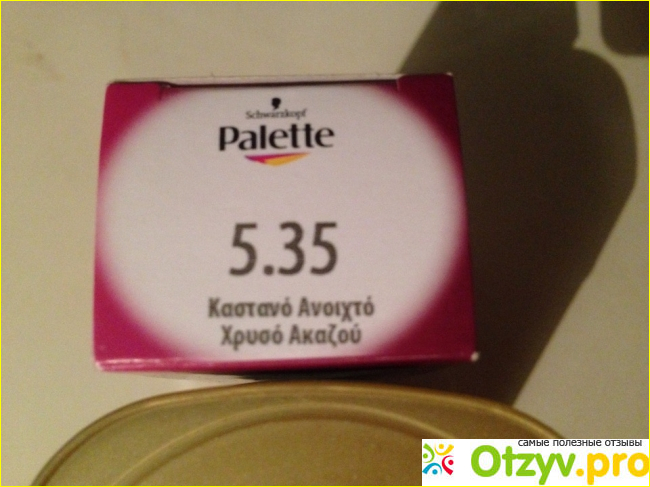 Schwarzkopf
Palette
5.35
Καστανό Ανοιχτό
Χρυσό Ακαζού
самые полезные отзывы
Otzyv.pro